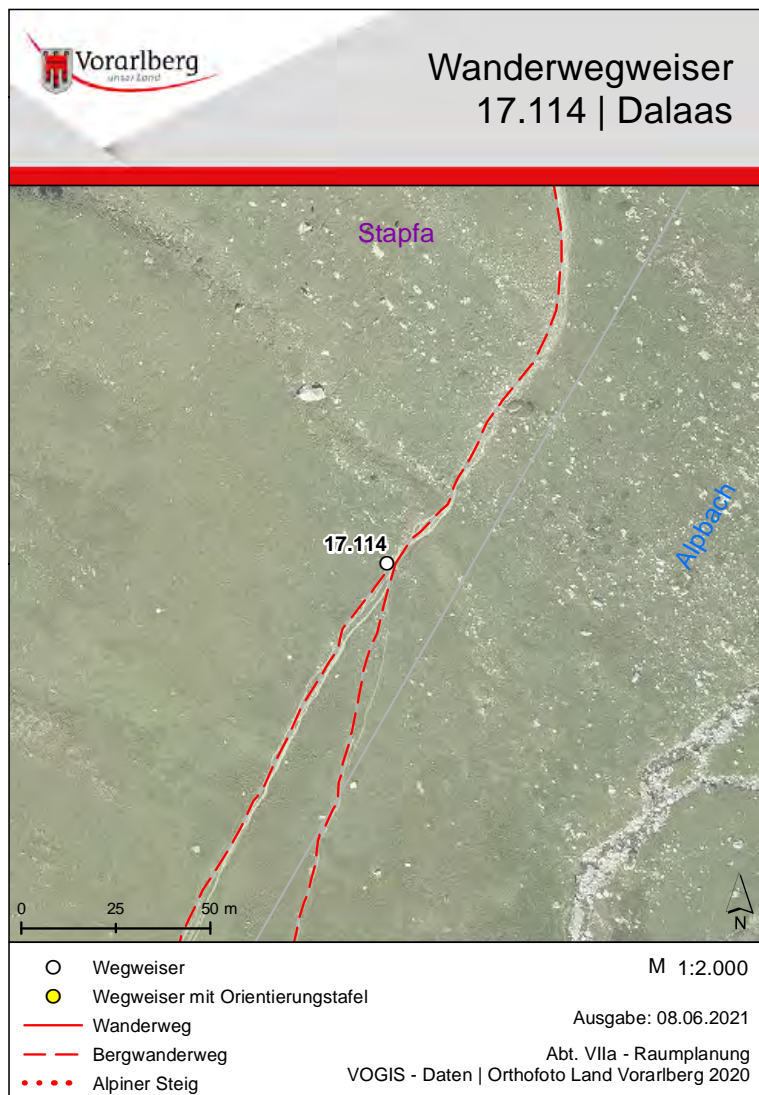 Vorarlberg
unser Land
Wanderwegweiser
17.114 | Dalaas
Stapfa
Alpbach
17.114
0 25 50 m
N
Wegweiser
Wegweiser mit Orientierungstafel
Wanderweg
Bergwanderweg
Alpiner Steig
M 1:2.000
Ausgabe: 08.06.2021
Abt. VIIa - Raumplanung
VOGIS - Daten | Orthofoto Land Vorarlberg 2020